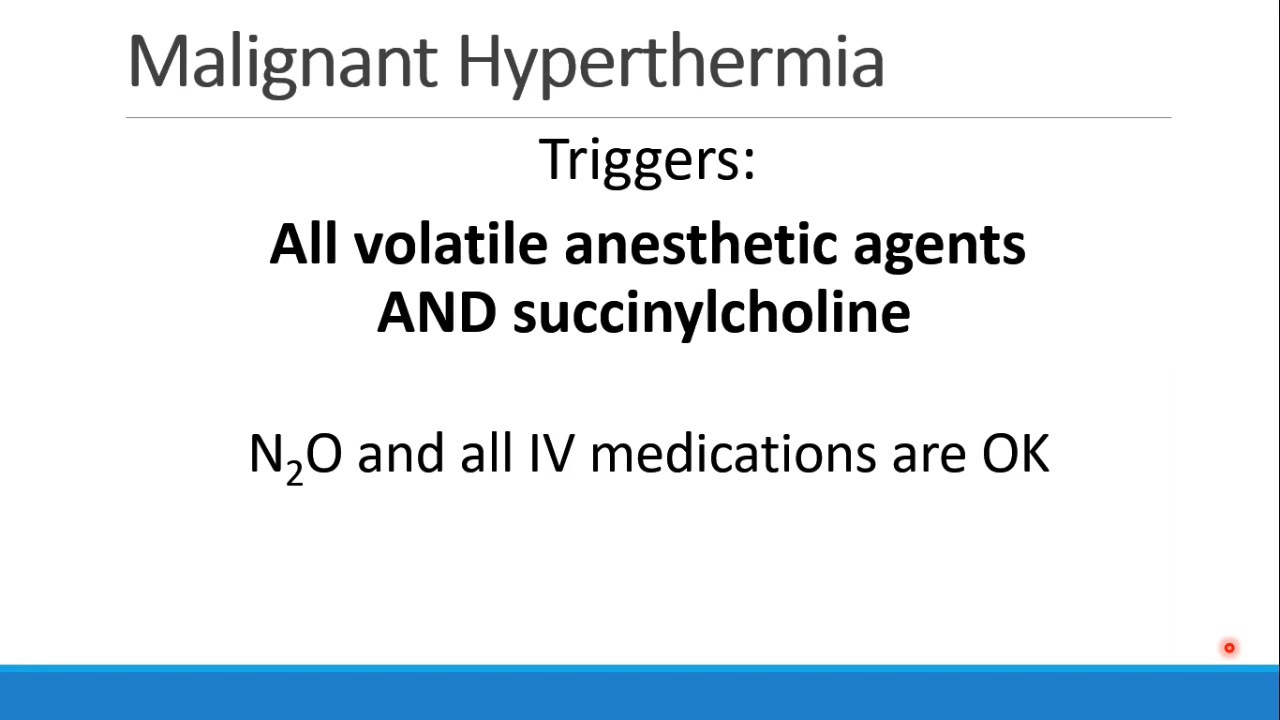 Malignant Hyperthermia
Triggers:
All volatile anesthetic agents
AND succinylcholine
N₂O and all IV medications are OK